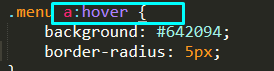 .menu a:hover {
background: #642094;
border-radius: 5px;